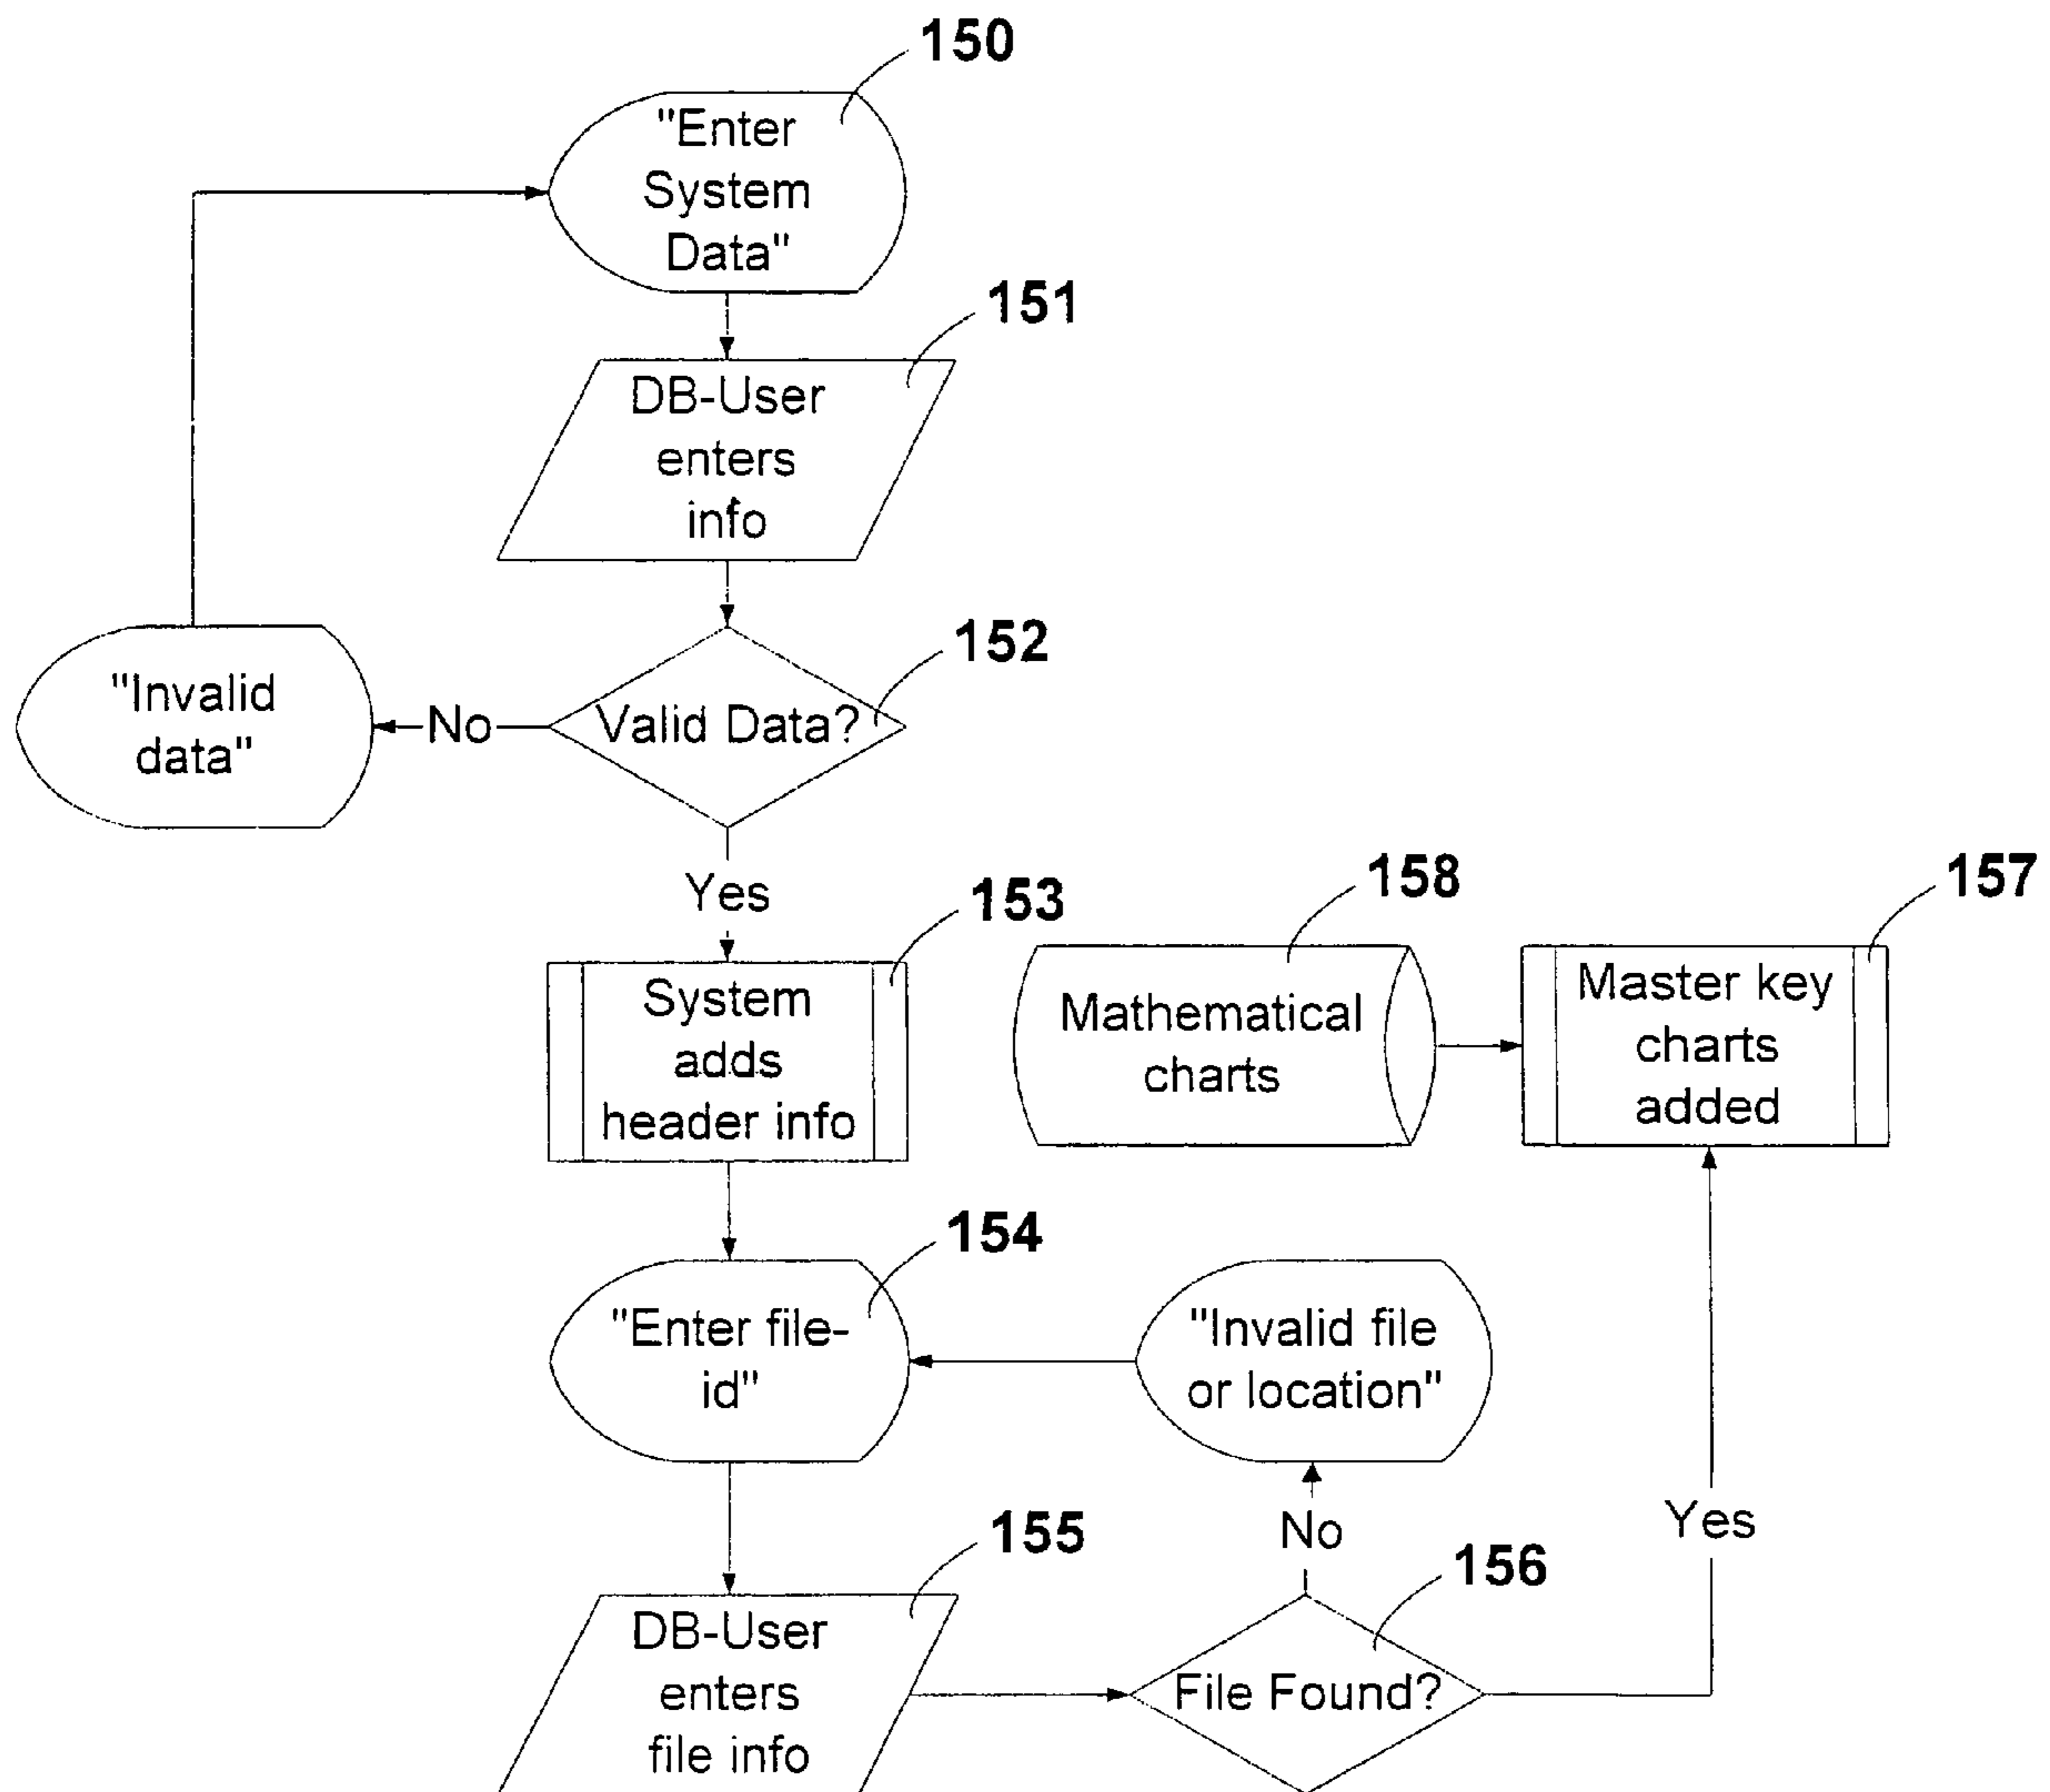 150
"Enter
System
Data"
151
DB-User
enters
info
152
Valid Data?
No
"Invalid
data"
Yes
153
System
adds
header info
158
Mathematical
charts
157
Master key
charts
added
154
"Enter file-
id"
"Invalid file
or location"
155
DB-User
enters
file info
No
156
File Found?
Yes